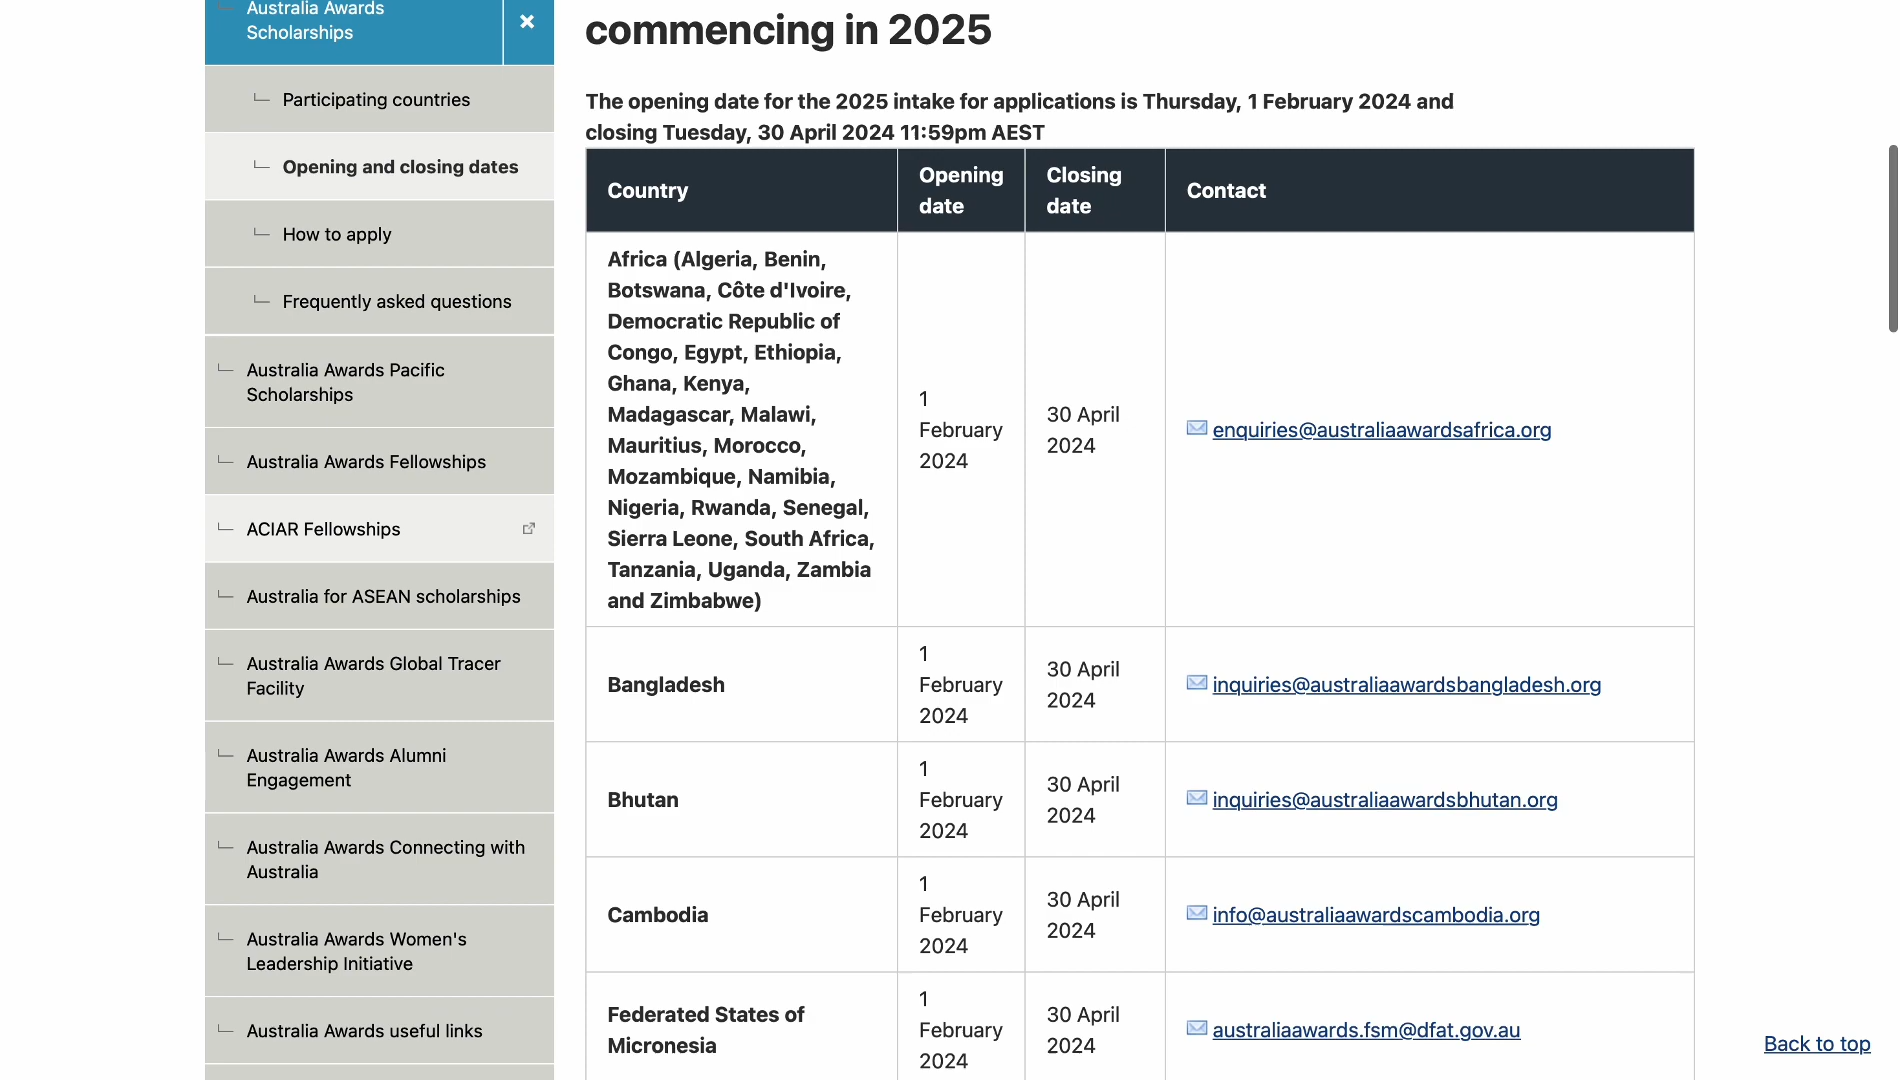 Australia Awards
Scholarships
×
Participating countries
Opening and closing dates
How to apply
Frequently asked questions
Australia Awards Pacific
Scholarships
Australia Awards Fellowships
ACIAR Fellowships
Australia for ASEAN scholarships
Australia Awards Global Tracer
Facility
Australia Awards Alumni
Engagement
Australia Awards Connecting with
Australia
Australia Awards Women's
Leadership Initiative
Australia Awards useful links
commencing in 2025
The opening date for the 2025 intake for applications is Thursday, 1 February 2024 and
closing Tuesday, 30 April 2024 11:59pm AEST
Country
Opening
date
Closing
date
Contact
Africa (Algeria, Benin,
Botswana, Côte d'Ivoire,
Democratic Republic of
Congo, Egypt, Ethiopia,
Ghana, Kenya,
Madagascar, Malawi,
Mauritius, Morocco,
Mozambique, Namibia,
Nigeria, Rwanda, Senegal,
Sierra Leone, South Africa,
Tanzania, Uganda, Zambia
and Zimbabwe)
1
February
2024
30 April
2024
enquiries@australiaawardsafrica.org
Bangladesh
1
February
2024
30 April
2024
inquiries@australiaawardsbangladesh.org
Bhutan
1
February
2024
30 April
2024
inquiries@australiaawardsbhutan.org
Cambodia
1
February
2024
30 April
2024
info@australiaawardscambodia.org
Federated States of
Micronesia
1
February
2024
30 April
2024
australiaawards.fsm@dfat.gov.au
Back to top